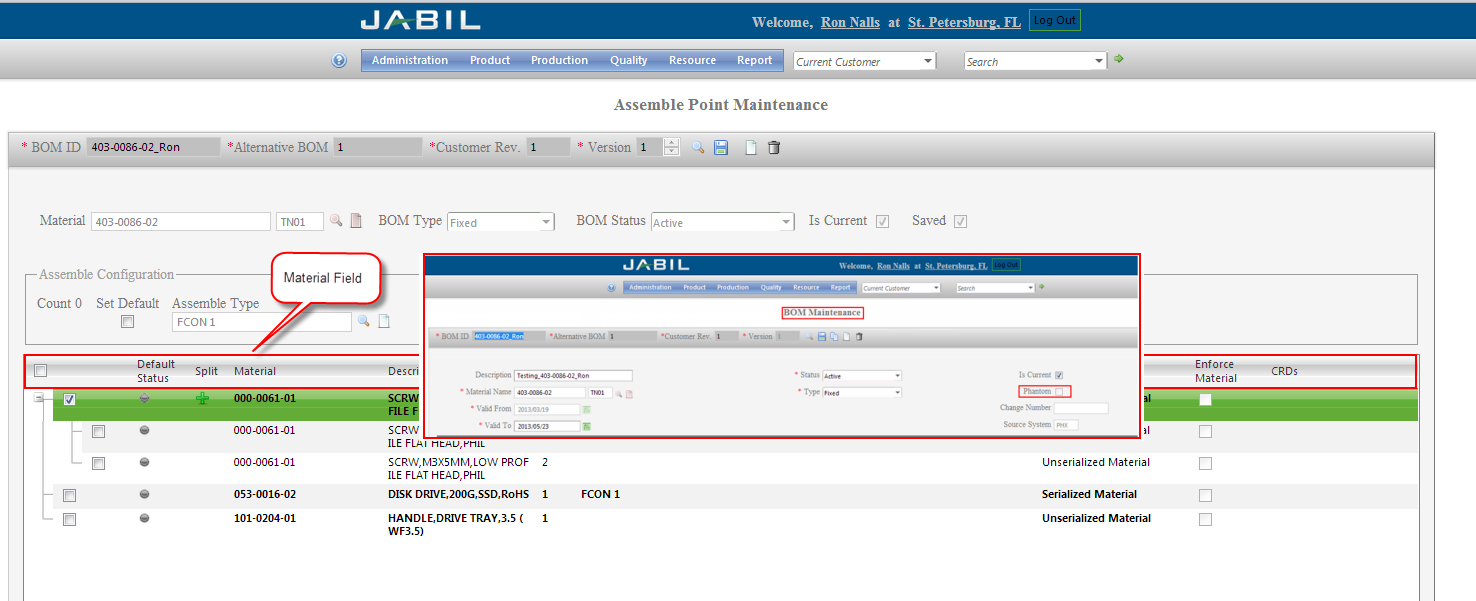 JABIL
Welcome, Ron Nalls at St. Petersburg, FL Log Out
Administration Product Production Quality Resource Report Current Customer Search
Assemble Point Maintenance
* BOM ID 403-0086-02_Ron *Alternative BOM 1 *Customer Rev. 1 * Version 1
Material 403-0086-02 TN01 BOM Type Fixed BOM Status Active Is Current Saved
Assemble Configuration
Material Field
Count 0 Set Default Assemble Type
FCON 1
JABIL
Welcome, Ron Nalls at St. Petersburg, FL Log Out
Administration Product Production Quality Resource Report Current Customer Search
BOM Maintenance
* BOM ID 403-0086-02_Ron *Alternative BOM 1 *Customer Rev. 1 * Version
Description Testing_403-0086-02_Ron * Status Active Is Current
* Material Name 403-0086-02 TN01 * Type Fixed Phantom
* Valid From 2013/03/19 Change Number
* Valid To 2013/05/23 Source System PHX
Default Status Split Material Descri Enforce Material CRDs
000-0061-01 SCRW al
FILE F
000-0061-01 SCRW al
ILE FLAT HEAD,PHIL
000-0061-01 SCRW,M3X5MM,LOW PROF 2 Unserialized Material
ILE FLAT HEAD,PHIL
053-0016-02 DISK DRIVE,200G,SSD,RoHS 1 FCON 1 Serialized Material
101-0204-01 HANDLE,DRIVE TRAY,3.5 ( 1 Unserialized Material
WF3.5)